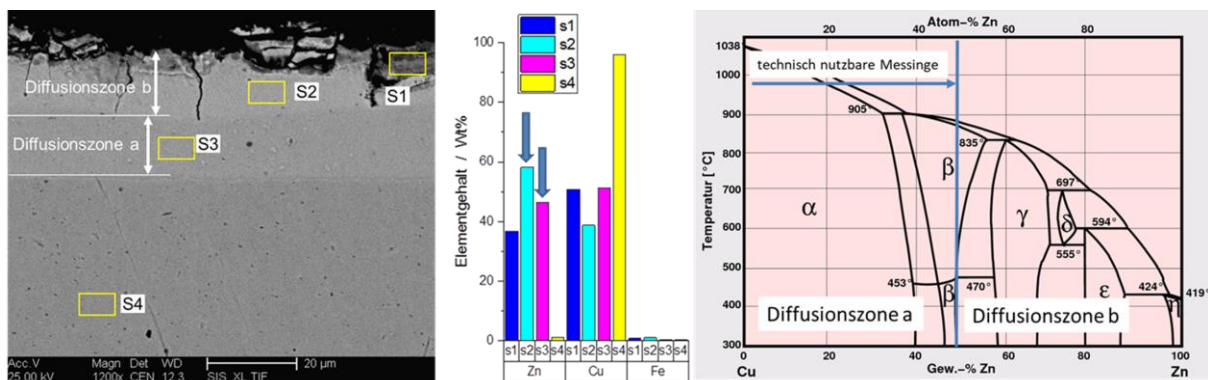 Diffusionszone b
S2
S1
Diffusionszone a
S3
S4
Acc.V Magn Det WD 20 µm
25.00 kV 1200x CEN 12.3 SIS XL TIF
Elementgehalt / Wt%
100
80
60
40
20
0
s1
s2
s3
s4
s1 s2 s3 s4 s1 s2 s3 s4 s1 s2 s3 s4
Zn Cu Fe
Atom-% Zn
20 40 60 80
Temperatur [°C]
1038
1000
900
800
700
600
500
400
300
technisch nutzbare Messinge
905°
835°
697°
594°
555°
453°
470°
424°
419°
α
β
γ
δ
β
ε
η
Diffusionszone a
Diffusionszone b
0 20 40 60 80 100
Cu Gew.-% Zn Zn